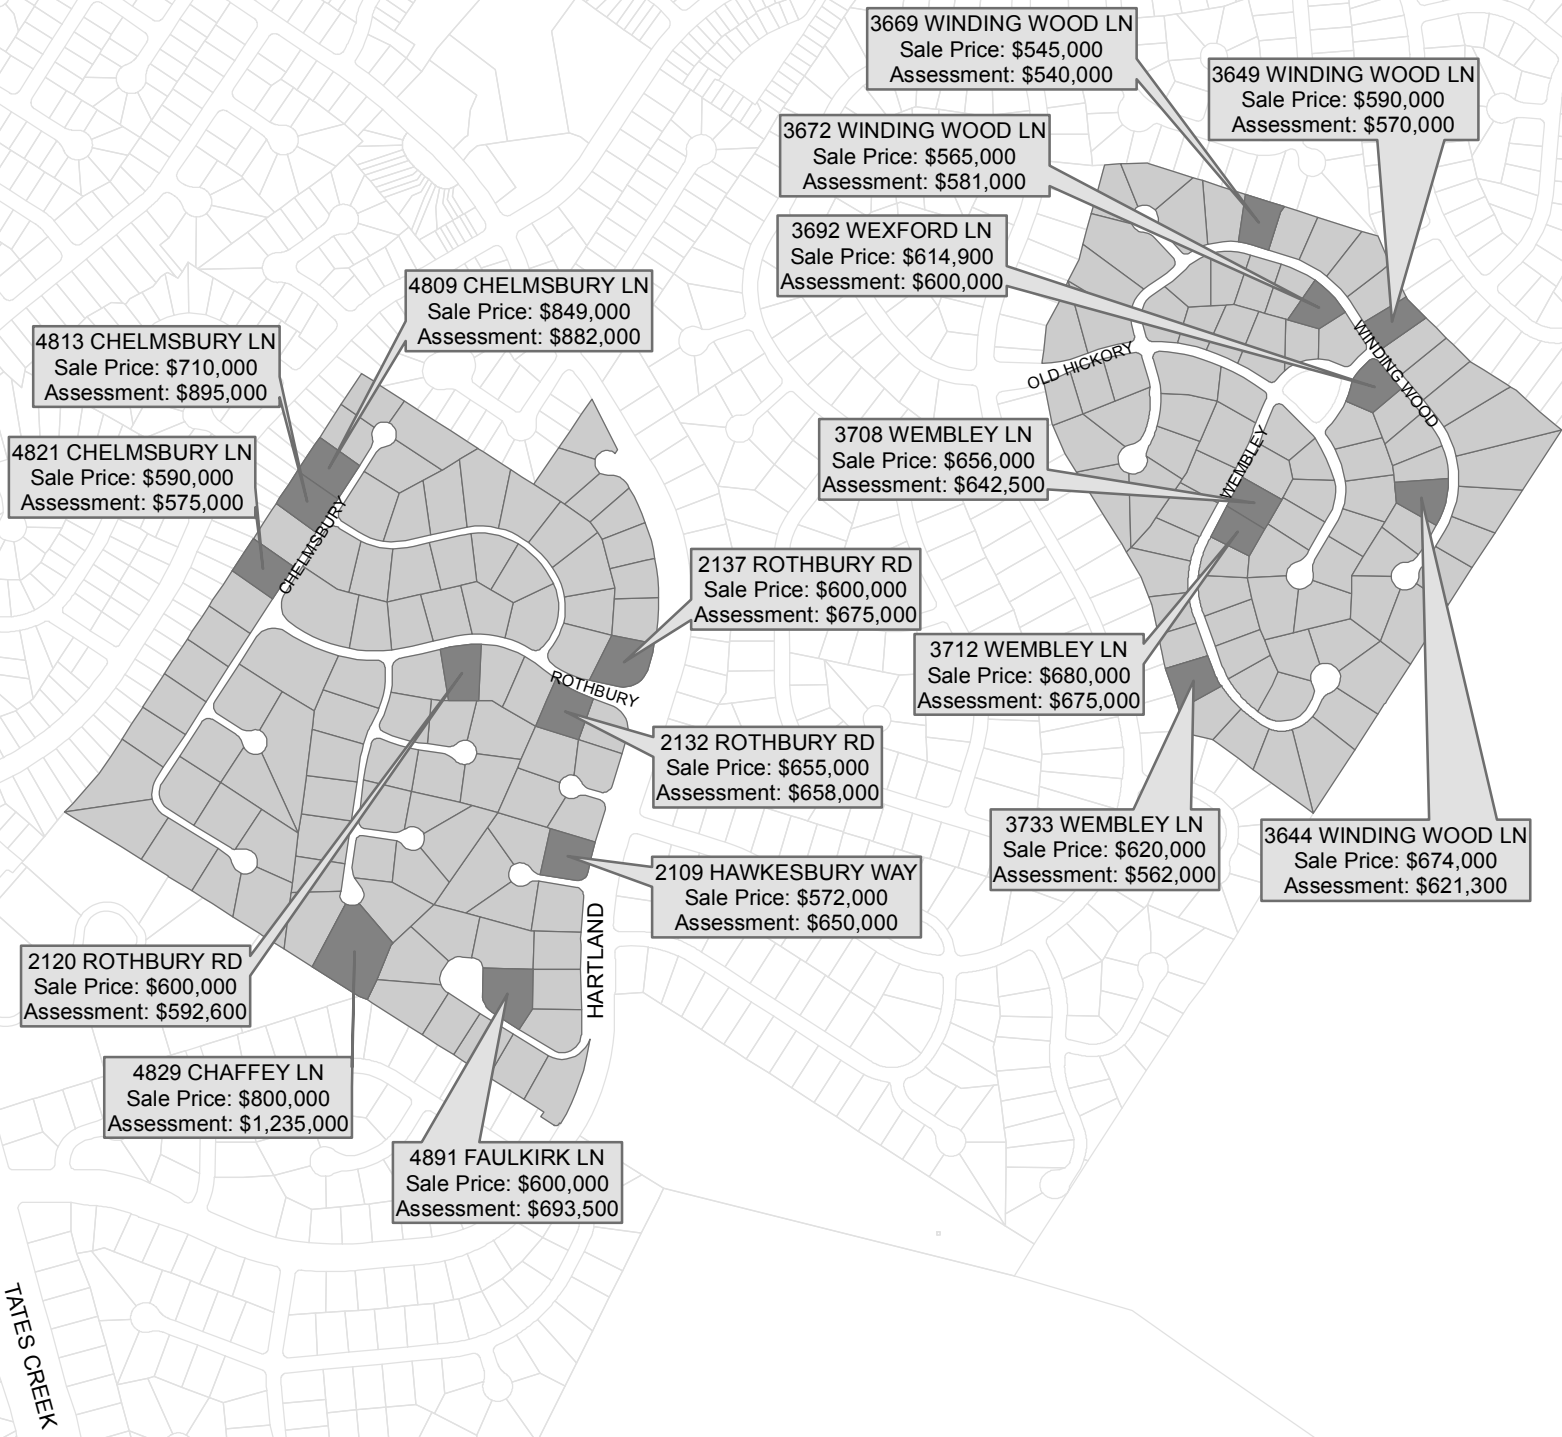 3669 WINDING WOOD LN
Sale Price: $545,000
Assessment: $540,000
3649 WINDING WOOD LN
Sale Price: $590,000
Assessment: $570,000
3672 WINDING WOOD LN
Sale Price: $565,000
Assessment: $581,000
3692 WEXFORD LN
Sale Price: $614,900
Assessment: $600,000
4809 CHELMSBURY LN
Sale Price: $849,000
Assessment: $882,000
4813 CHELMSBURY LN
Sale Price: $710,000
Assessment: $895,000
4821 CHELMSBURY LN
Sale Price: $590,000
Assessment: $575,000
OLD HICKORY
WINDING WOOD
WEMBLEY
CHELMSBURY
3708 WEMBLEY LN
Sale Price: $656,000
Assessment: $642,500
2137 ROTHBURY RD
Sale Price: $600,000
Assessment: $675,000
3712 WEMBLEY LN
Sale Price: $680,000
Assessment: $675,000
ROTHBURY
2132 ROTHBURY RD
Sale Price: $655,000
Assessment: $658,000
3733 WEMBLEY LN
Sale Price: $620,000
Assessment: $562,000
3644 WINDING WOOD LN
Sale Price: $674,000
Assessment: $621,300
2109 HAWKESBURY WAY
Sale Price: $572,000
Assessment: $650,000
HARTLAND
2120 ROTHBURY RD
Sale Price: $600,000
Assessment: $592,600
4829 CHAFFEY LN
Sale Price: $800,000
Assessment: $1,235,000
4891 FAULKIRK LN
Sale Price: $600,000
Assessment: $693,500
TATES CREEK